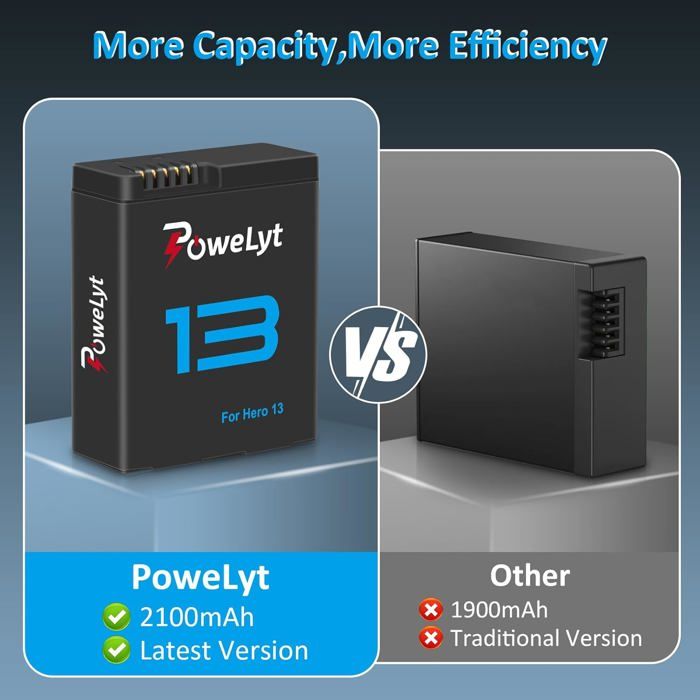 More Capacity,More Efficiency
PoweLyt
PoweLyt
13
For Hero 13
VS
PoweLyt
2100mAh
Latest Version
Other
1900mAh
Traditional Version